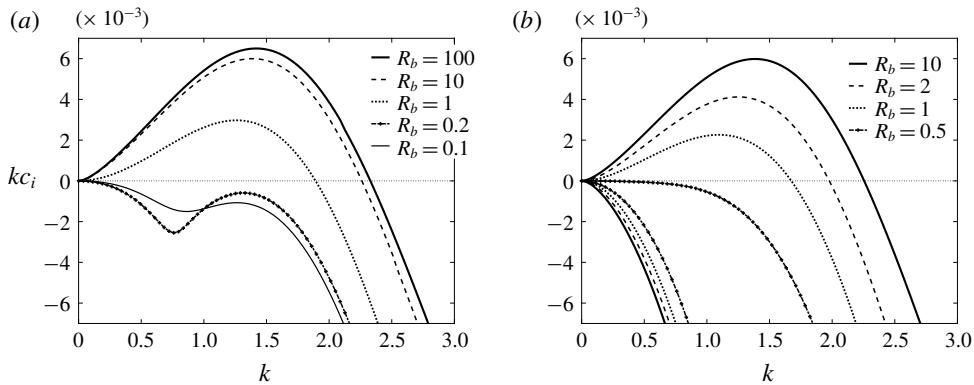 (a) (× 10⁻³)
6
4
2
0
−2
−4
−6
kcᵢ
R_b = 100
R_b = 10
R_b = 1
R_b = 0.2
R_b = 0.1
0 0.5 1.0 1.5 2.0 2.5 3.0
k
(b) (× 10⁻³)
6
4
2
0
−2
−4
−6
R_b = 10
R_b = 2
R_b = 1
R_b = 0.5
0 0.5 1.0 1.5 2.0 2.5 3.0
k